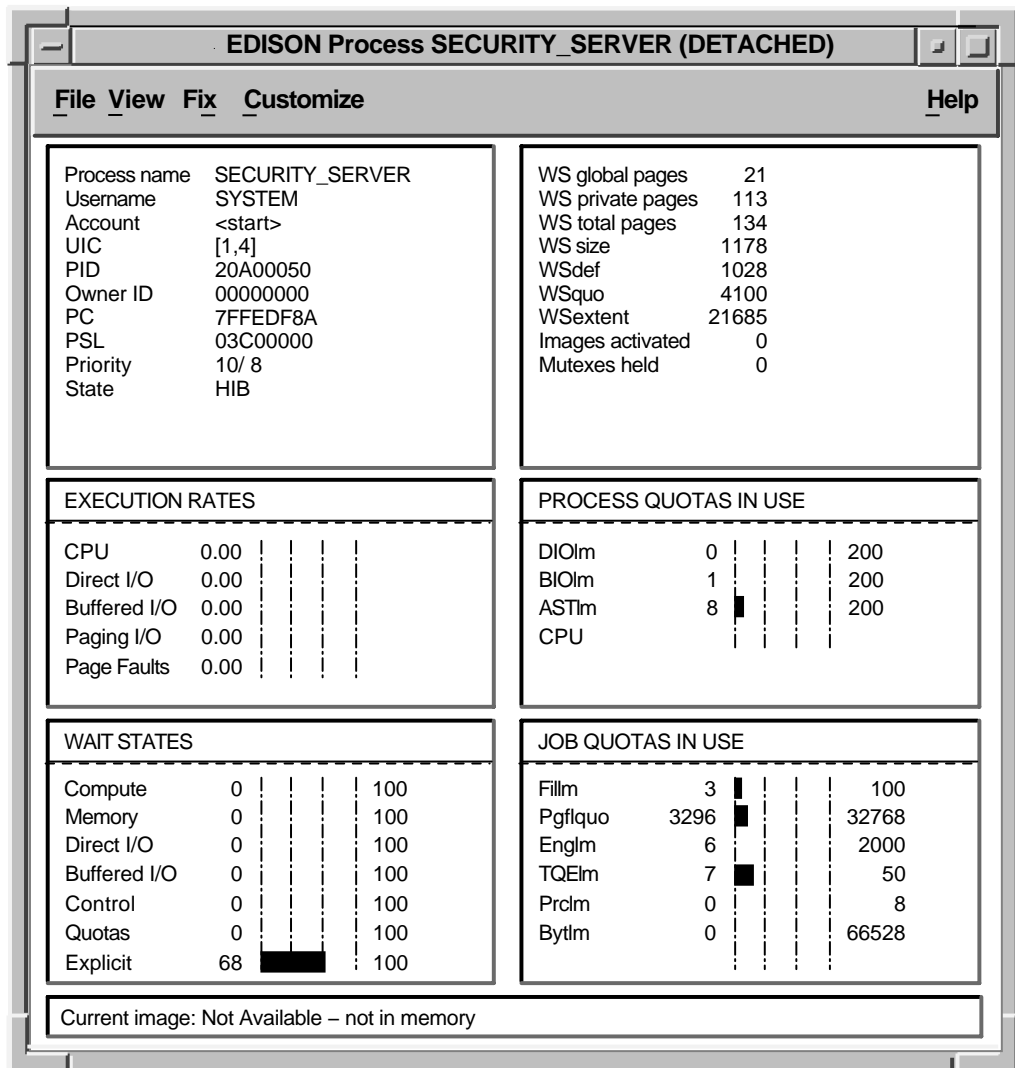 EDISON Process SECURITY_SERVER (DETACHED)
File View Fix Customize Help
Process name SECURITY_SERVER
Username SYSTEM
Account <start>
UIC [1,4]
PID 20A00050
Owner ID 00000000
PC 7FFEDF8A
PSL 03C00000
Priority 10/ 8
State HIB
WS global pages 21
WS private pages 113
WS total pages 134
WS size 1178
WSdef 1028
WSquo 4100
WSextent 21685
Images activated 0
Mutexes held 0
EXECUTION RATES
CPU 0.00
Direct I/O 0.00
Buffered I/O 0.00
Paging I/O 0.00
Page Faults 0.00
PROCESS QUOTAS IN USE
DIOlm 0 200
BIOlm 1 200
ASTlm 8 200
CPU
WAIT STATES
Compute 0 100
Memory 0 100
Direct I/O 0 100
Buffered I/O 0 100
Control 0 100
Quotas 0 100
Explicit 68 100
JOB QUOTAS IN USE
Fillm 3 100
Pgflquo 3296 32768
Englm 6 2000
TQElm 7 50
Prclm 0 8
Bytlm 0 66528
Current image: Not Available – not in memory